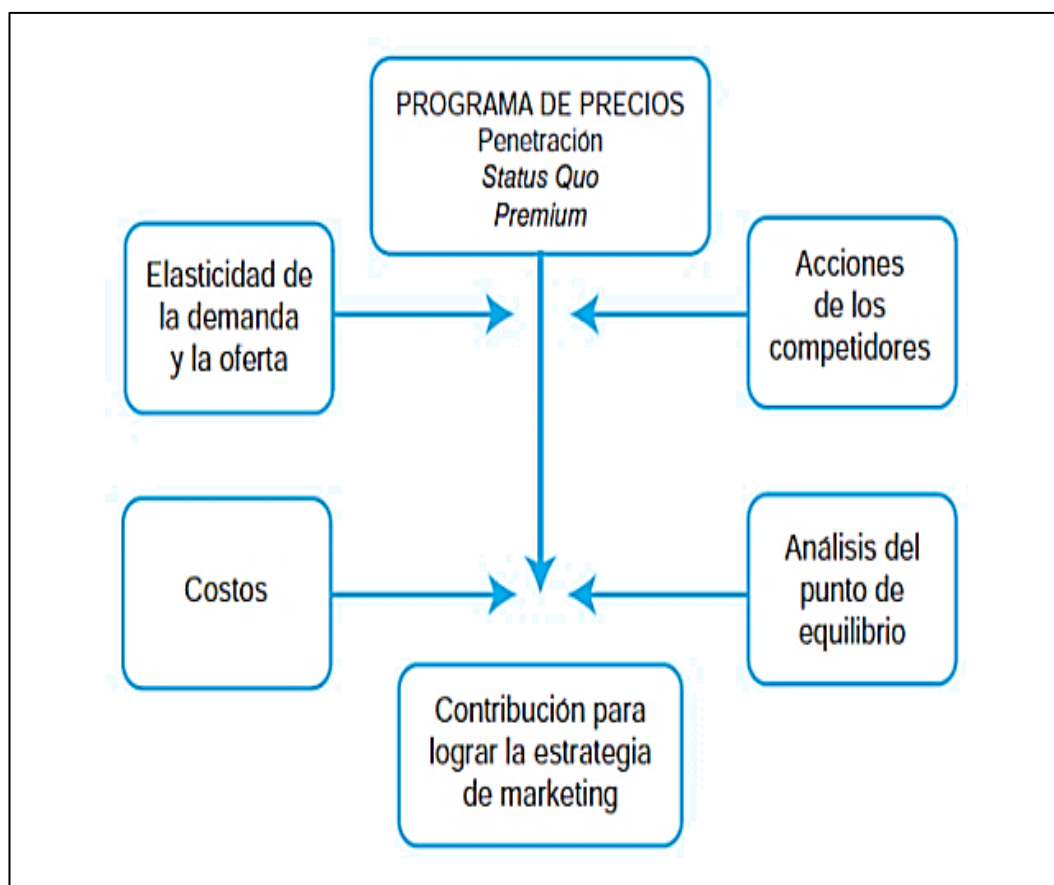 PROGRAMA DE PRECIOS
Penetración
Status Quo
Premium
Elasticidad de
la demanda
y la oferta
Acciones
de los
competidores
Costos
Análisis del
punto de
equilibrio
Contribución para
lograr la estrategia
de marketing